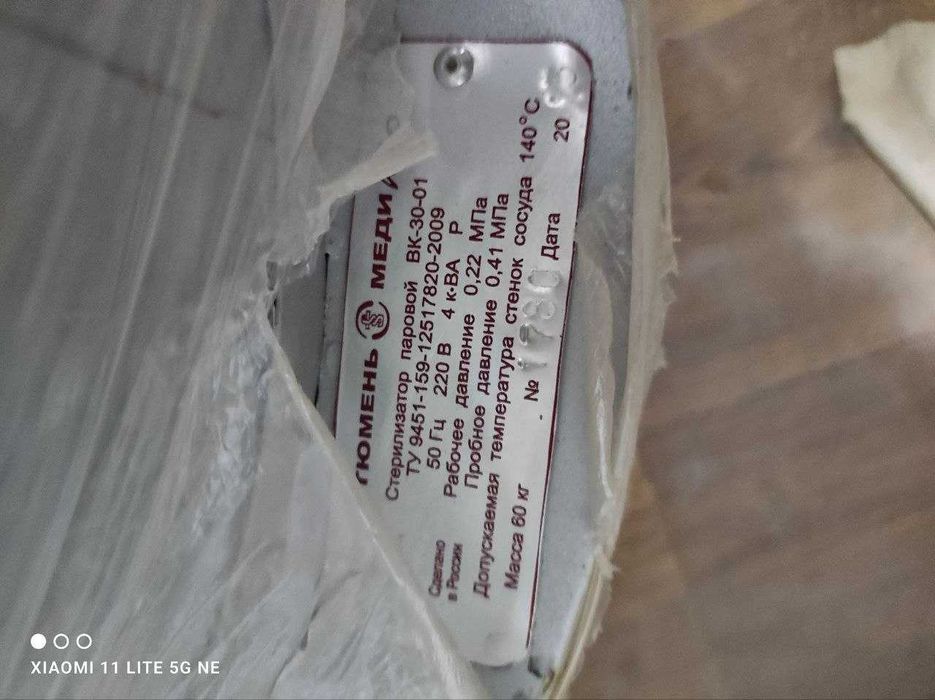 ТЮМЕНЬ МЕДИ
Стерилизатор паровой ВК-30-01
ТУ 9451-159-12517820-2009
50 Гц 220 В 4 к·ВА Р
Рабочее давление 0,22 МПа
Пробное давление 0,41 МПа
Допускаемая температура стенок сосуда 140°С
Масса 60 кг № 1780 Дата 20
Сделано
в России
XIAOMI 11 LITE 5G NE